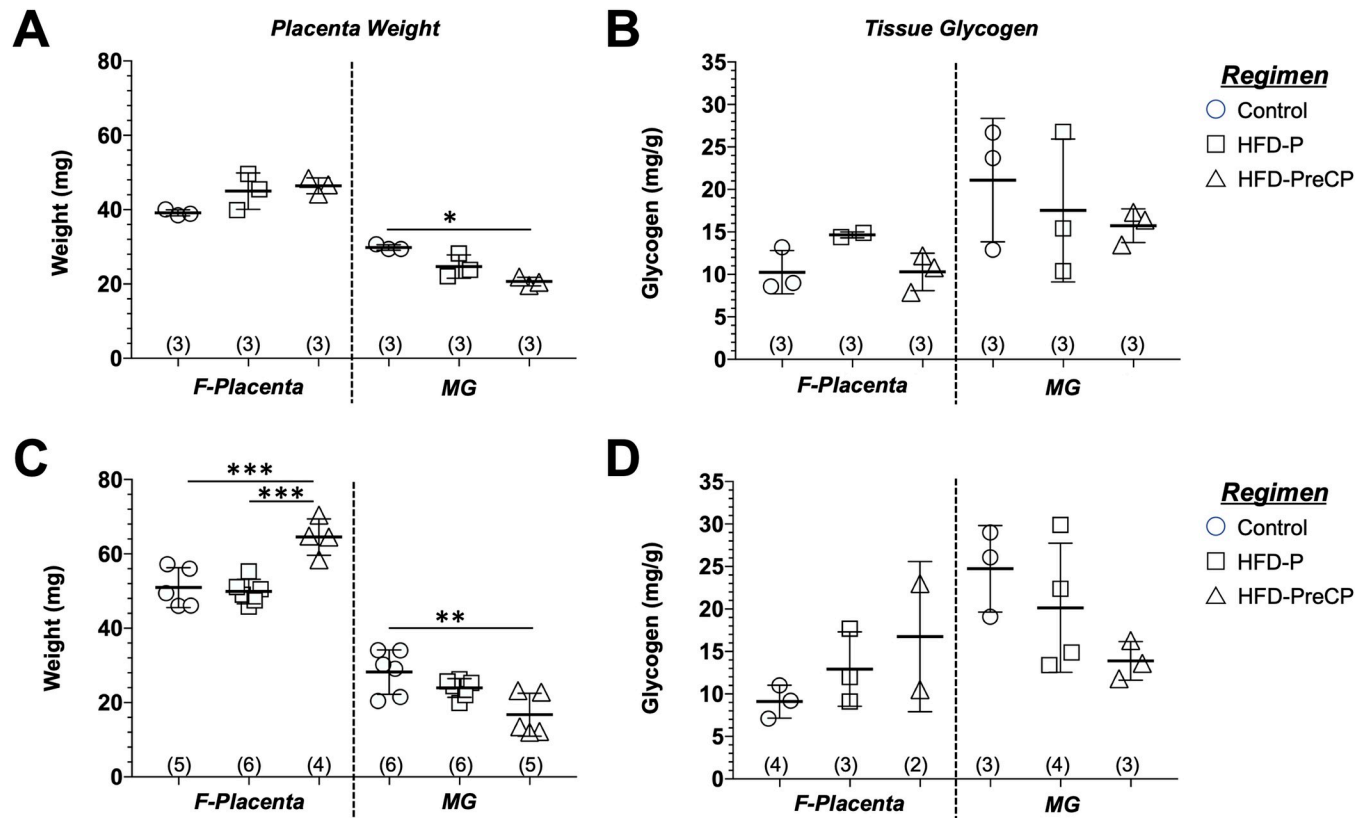 A
Placenta Weight
Weight (mg)
80
60
40
20
0
*
(3) (3) (3) (3) (3) (3)
F-Placenta MG
B
Tissue Glycogen
Glycogen (mg/g)
35
30
25
20
15
10
5
0
(3) (3) (3) (3) (3) (3)
F-Placenta MG
Regimen
Control
HFD-P
HFD-PreCP
C
Weight (mg)
80
60
40
20
0
***
***
**
(5) (6) (4) (6) (6) (5)
F-Placenta MG
D
Glycogen (mg/g)
35
30
25
20
15
10
5
0
(4) (3) (2) (3) (4) (3)
F-Placenta MG
Regimen
Control
HFD-P
HFD-PreCP